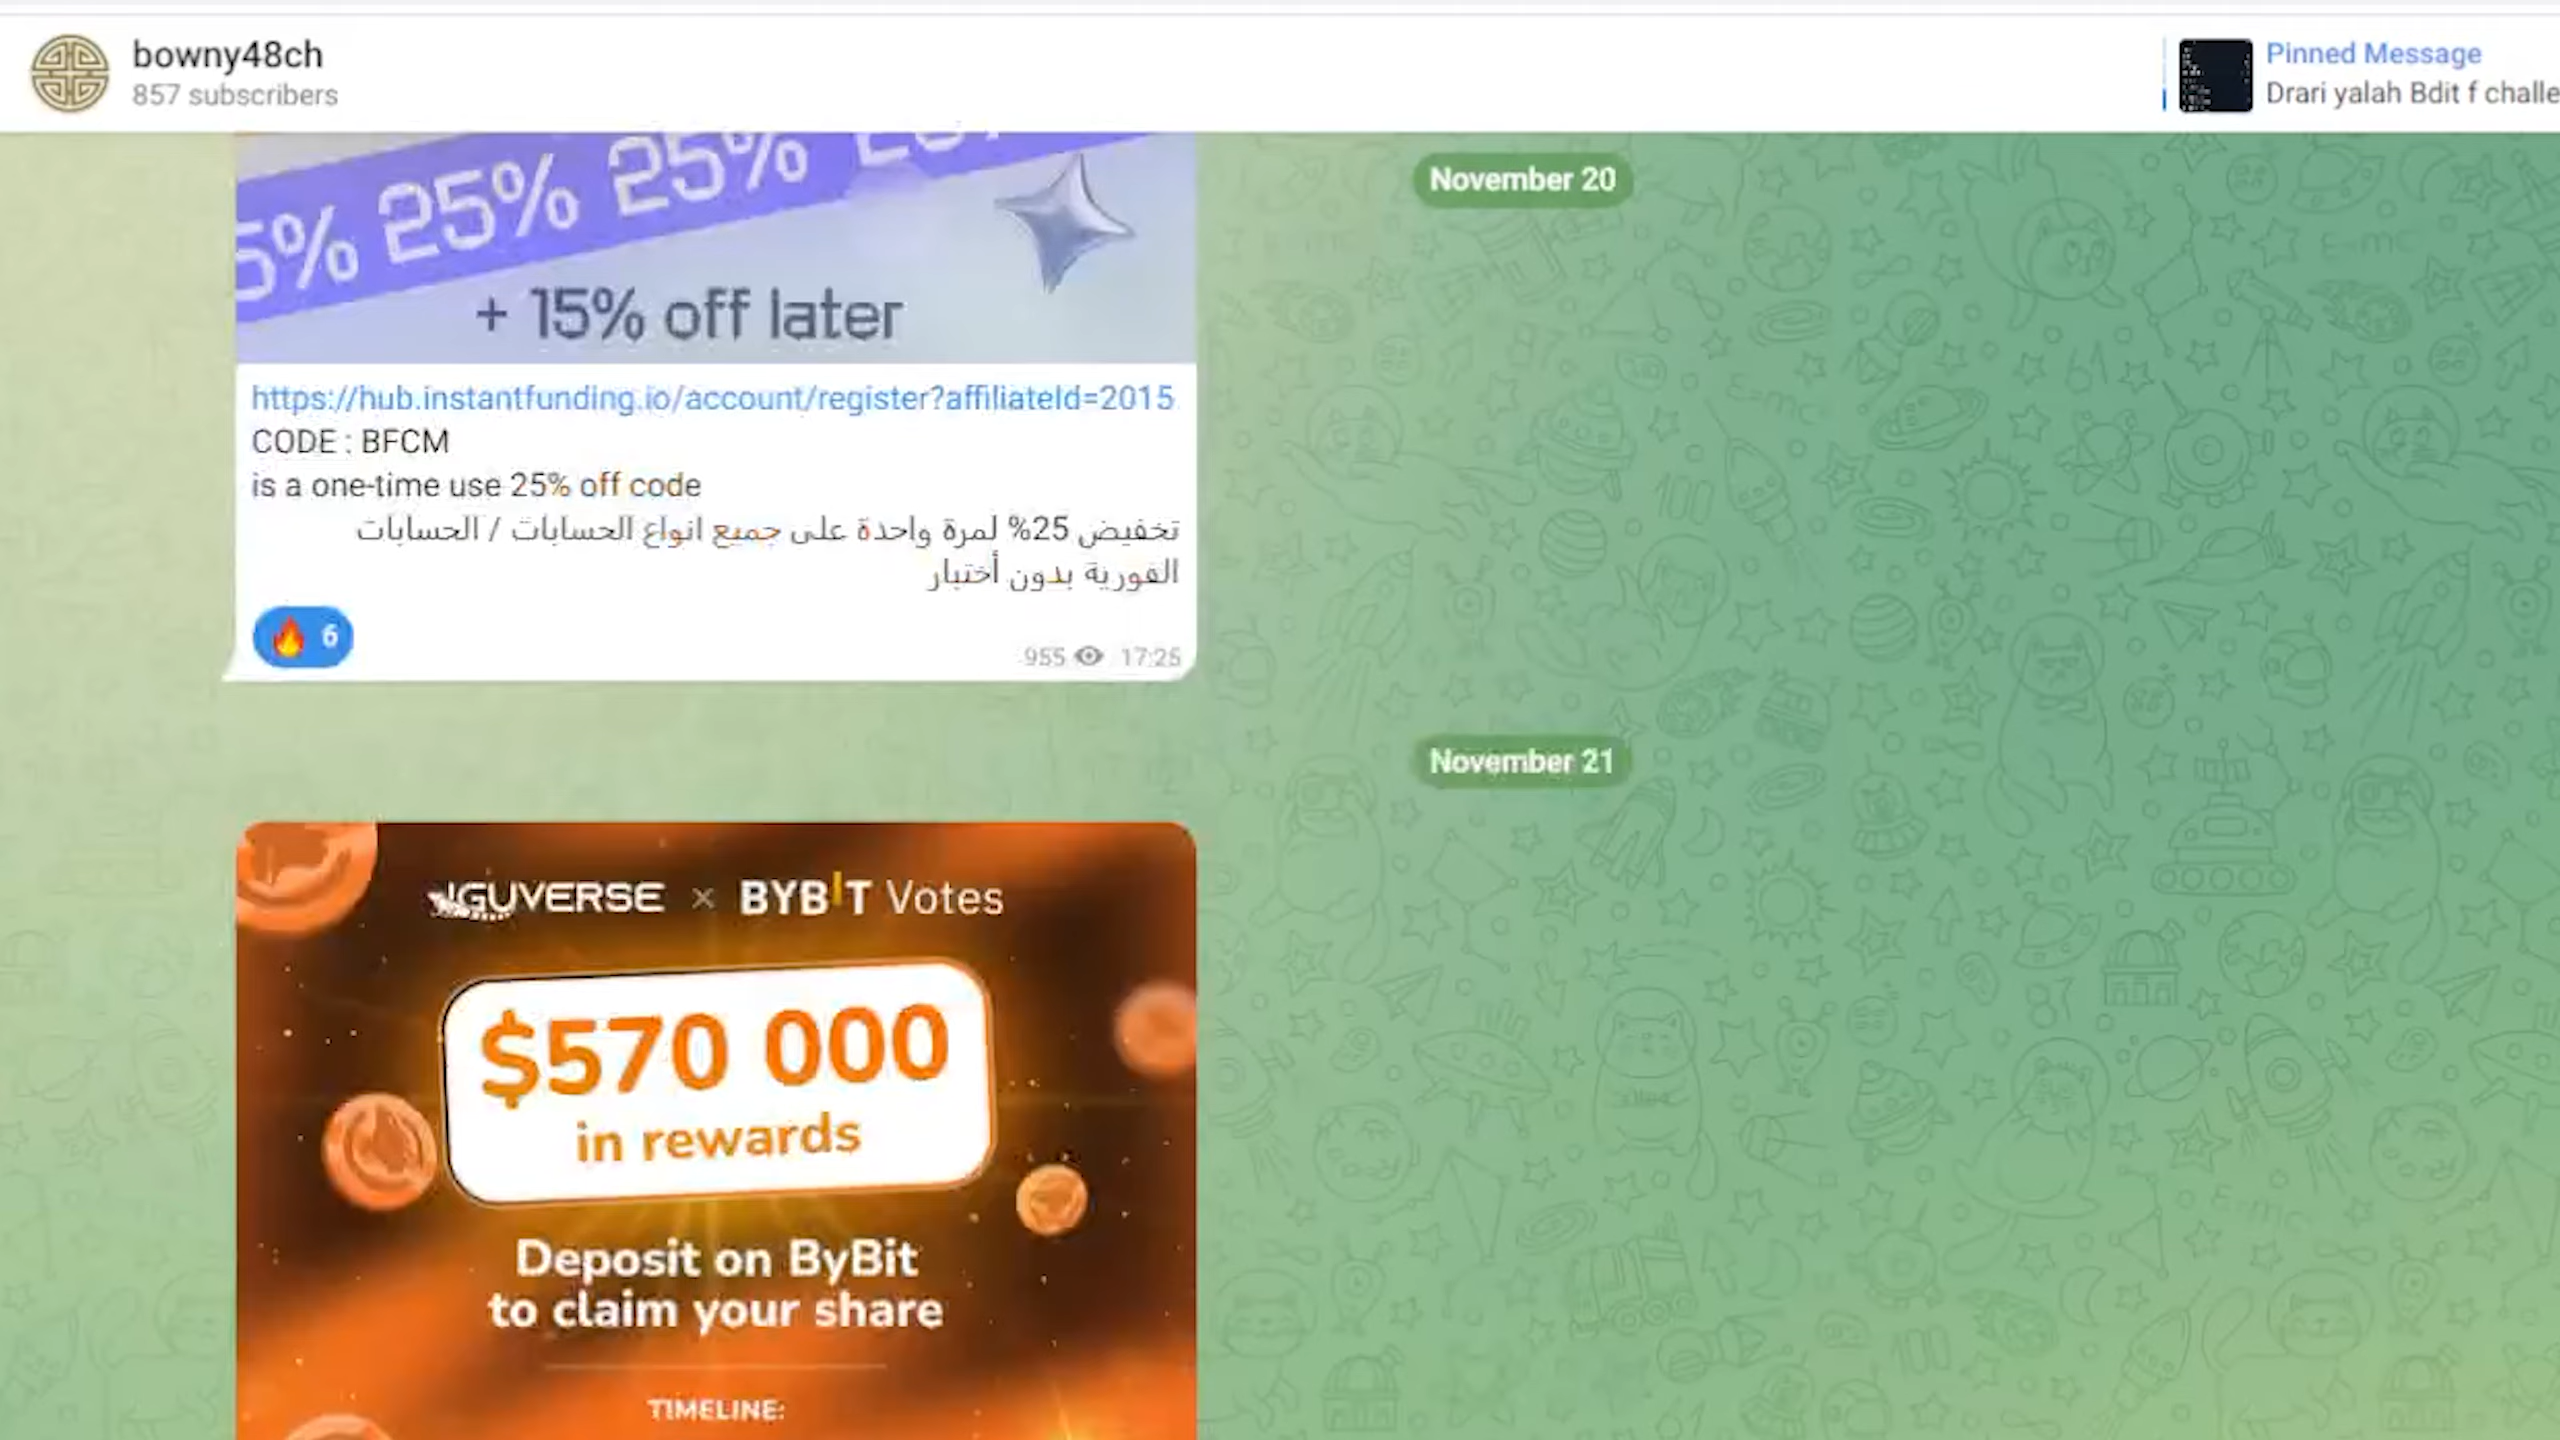 bowny48ch
857 subscribers
Pinned Message
Drari yalah Bdit f challe
November 20
5% 25% 25%
+ 15% off later
https://hub.instantfunding.io/account/register?affiliateId=2015
CODE : BFCM
is a one-time use 25% off code
تخفيض 25% لمرة واحدة على جميع انواع الحسابات / الحسابات
الفورية بدون أختبار
6
955 17:25
November 21
IGUVERSE × BYBIT Votes
$570 000
in rewards
Deposit on ByBit
to claim your share
TIMELINE: